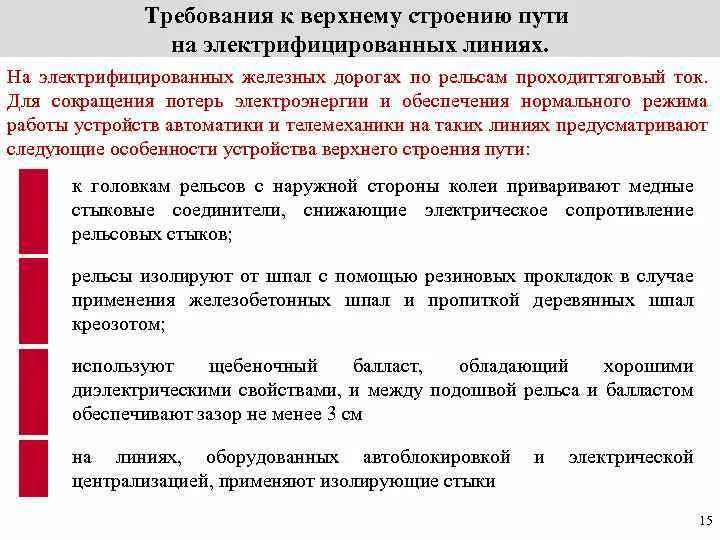 Требования к верхнему строению пути
на электрифицированных линиях.
На электрифицированных железных дорогах по рельсам проходиттяговый ток.
Для сокращения потерь электроэнергии и обеспечения нормального режима
работы устройств автоматики и телемеханики на таких линиях предусматривают
следующие особенности устройства верхнего строения пути:
к головкам рельсов с наружной стороны колеи приваривают медные
стыковые соединители, снижающие электрическое сопротивление
рельсовых стыков;
рельсы изолируют от шпал с помощью резиновых прокладок в случае
применения железобетонных шпал и пропиткой деревянных шпал
креозотом;
используют щебеночный балласт, обладающий хорошими
диэлектрическими свойствами, и между подошвой рельса и балластом
обеспечивают зазор не менее 3 см
на линиях, оборудованных автоблокировкой и электрической
централизацией, применяют изолирующие стыки
15